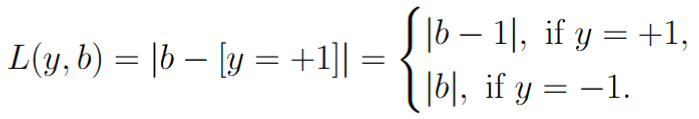 L(y, b) = |b − [y = +1]| = { |b − 1|, if y = +1,
|b|, if y = −1.